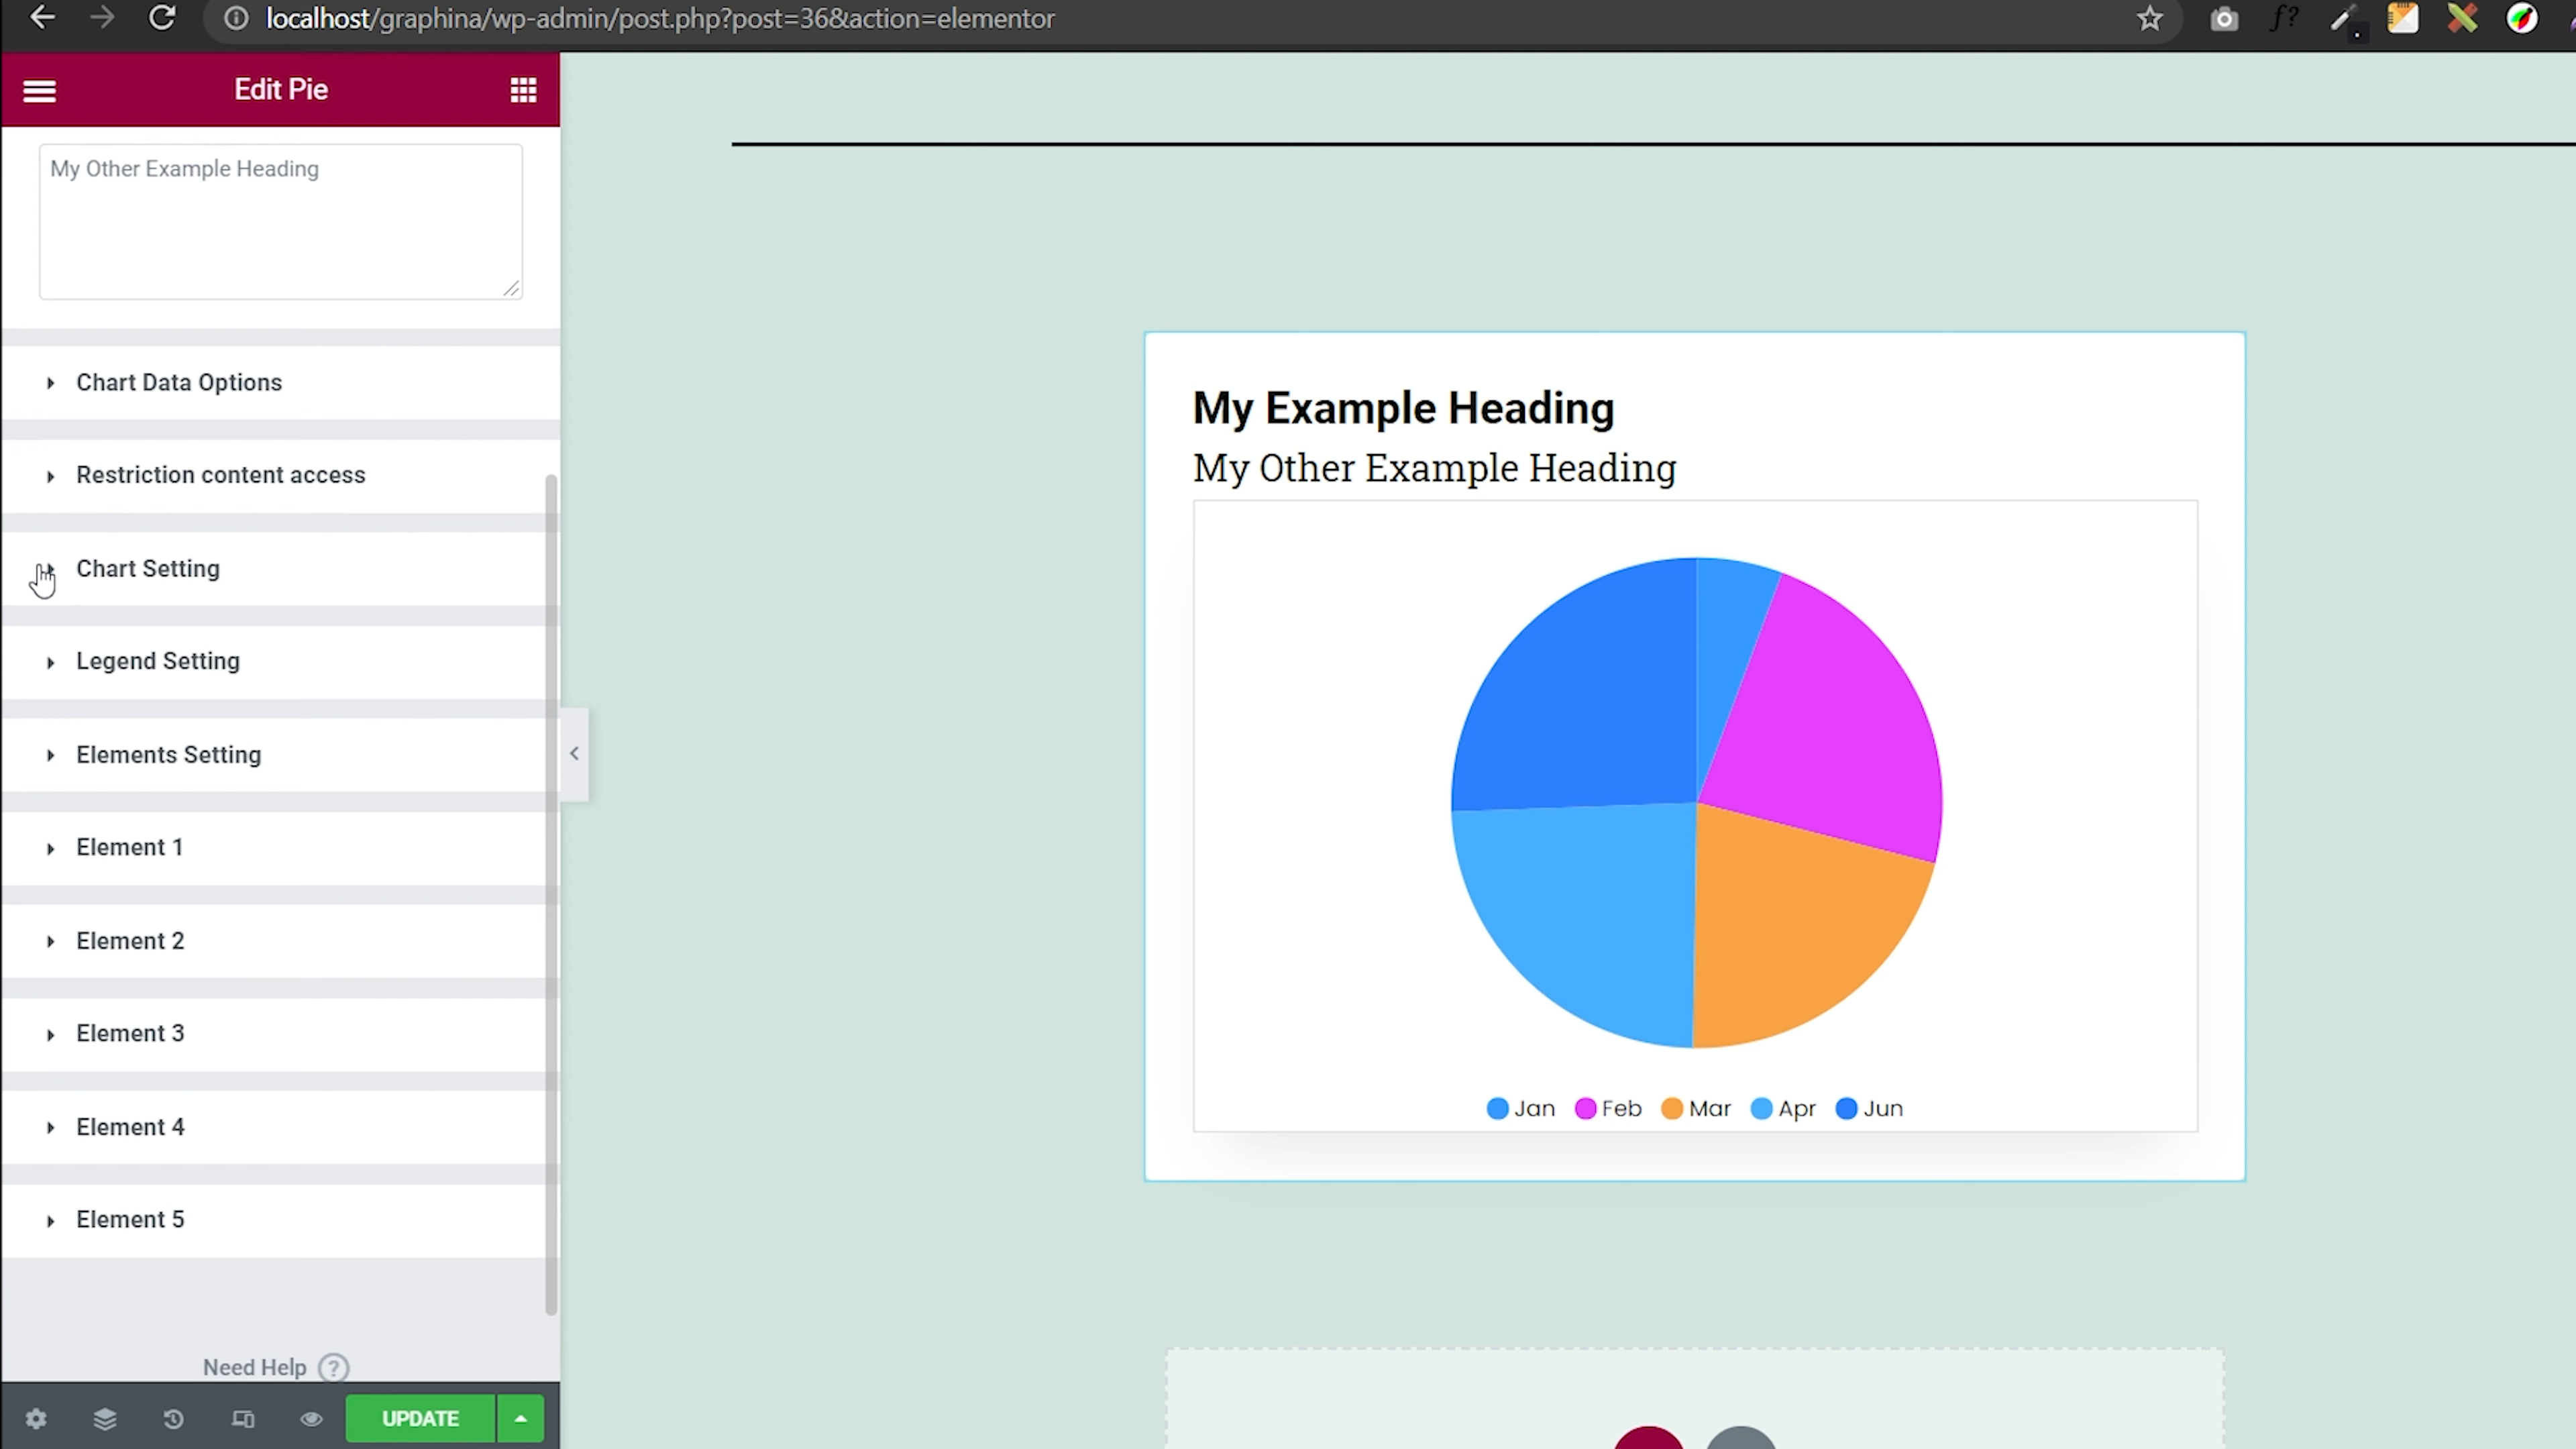 localhost/graphina/wp-admin/post.php?post=36&action=elementor
f?
Edit Pie
My Other Example Heading
Chart Data Options
Restriction content access
Chart Setting
Legend Setting
Elements Setting
Element 1
Element 2
Element 3
Element 4
Element 5
Need Help ?
UPDATE
My Example Heading
My Other Example Heading
Jan Feb Mar Apr Jun